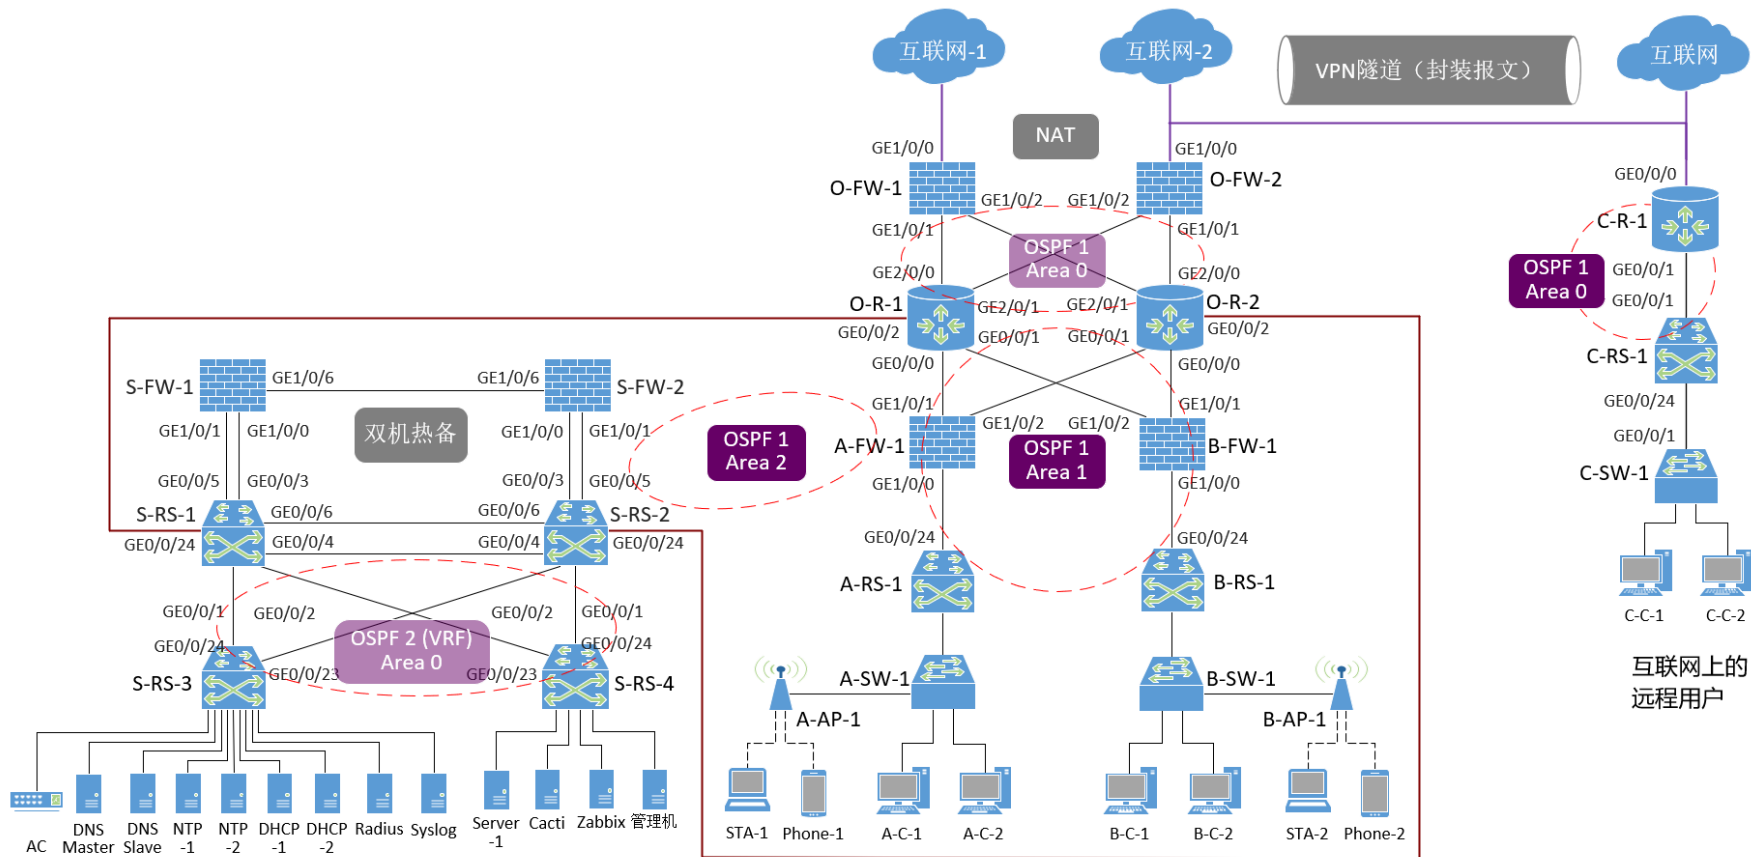 互联网-1
互联网-2
VPN隧道（封装报文）
互联网
NAT
GE1/0/0
GE1/0/0
O-FW-1
O-FW-2
GE0/0/0
GE1/0/2
GE1/0/2
C-R-1
GE1/0/1
GE1/0/1
OSPF 1
Area 0
OSPF 1
Area 0
GE0/0/1
GE2/0/0
GE2/0/0
GE0/0/1
O-R-1
GE2/0/1
GE2/0/1
O-R-2
GE0/0/2
GE0/0/1
GE0/0/1
GE0/0/2
C-RS-1
GE0/0/0
GE0/0/0
S-FW-1
GE1/0/6
GE1/0/6
S-FW-2
GE0/0/24
GE1/0/1
GE1/0/1
GE1/0/1
GE1/0/0
双机热备
GE1/0/0
GE1/0/1
OSPF 1
Area 2
A-FW-1
GE1/0/2
GE1/0/2
B-FW-1
GE0/0/1
OSPF 1
Area 1
C-SW-1
GE0/0/5
GE0/0/3
GE0/0/3
GE0/0/5
GE1/0/0
GE1/0/0
S-RS-1
GE0/0/6
GE0/0/6
S-RS-2
GE0/0/24
GE0/0/4
GE0/0/4
GE0/0/24
GE0/0/24
GE0/0/24
A-RS-1
B-RS-1
GE0/0/1
GE0/0/2
GE0/0/2
GE0/0/1
C-C-1
C-C-2
GE0/0/24
OSPF 2 (VRF)
Area 0
GE0/0/24
GE0/0/23
GE0/0/23
S-RS-3
S-RS-4
A-SW-1
B-SW-1
互联网上的
远程用户
A-AP-1
B-AP-1
AC
DNS
Master
DNS
Slave
NTP
-1
NTP
-2
DHCP
-1
DHCP
-2
Radius
Syslog
Server
-1
Cacti
Zabbix
管理机
STA-1
Phone-1
A-C-1
A-C-2
B-C-1
B-C-2
STA-2
Phone-2